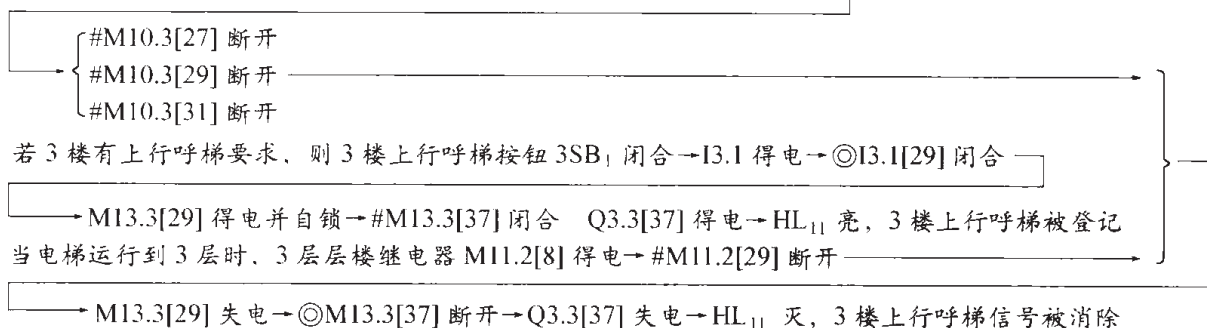 #M10.3[27] 断开
#M10.3[29] 断开
#M10.3[31] 断开
若 3 楼有上行呼梯要求、则 3 楼上行呼梯按钮 3SB₁ 闭合→I3.1 得电→◎I3.1[29] 闭合
M13.3[29] 得电并自锁→#M13.3[37] 闭合 Q3.3[37] 得电→HL₁₁ 亮，3 楼上行呼梯被登记
当电梯运行到 3 层时、3 层层楼继电器 M11.2[8] 得电→#M11.2[29] 断开
M13.3[29] 失电→◎M13.3[37] 断开→Q3.3[37] 失电→HL₁₁ 灭，3 楼上行呼梯信号被消除